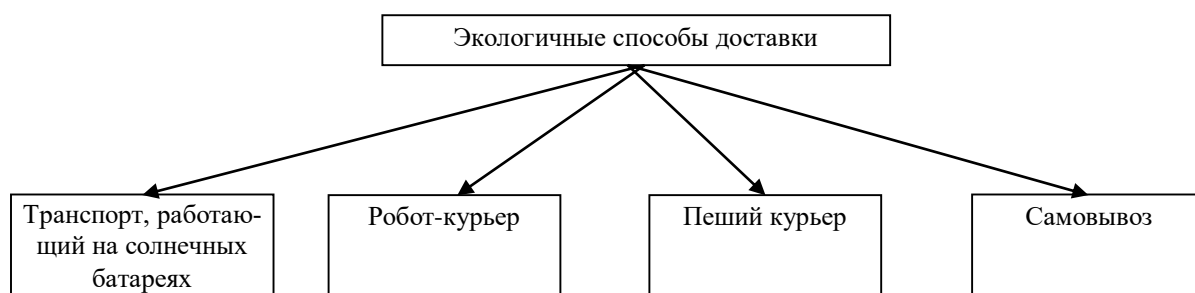 Экологичные способы доставки
Транспорт, работаю-
щий на солнечных
батареях
Робот-курьер
Пеший курьер
Самовывоз